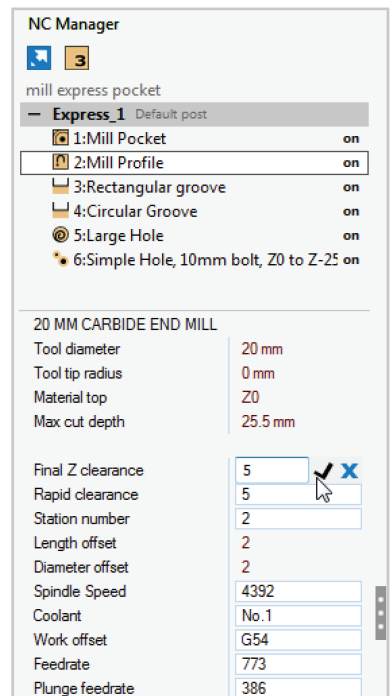 NC Manager
3
mill express pocket
— Express_1 Default post
1:Mill Pocket on
2:Mill Profile on
3:Rectangular groove on
4:Circular Groove on
5:Large Hole on
6:Simple Hole, 10mm bolt, Z0 to Z-25 on
20 MM CARBIDE END MILL
Tool diameter 20 mm
Tool tip radius 0 mm
Material top Z0
Max cut depth 25.5 mm
Final Z clearance 5
Rapid clearance 5
Station number 2
Length offset 2
Diameter offset 2
Spindle Speed 4392
Coolant No.1
Work offset G54
Feedrate 773
Plunge feedrate 386